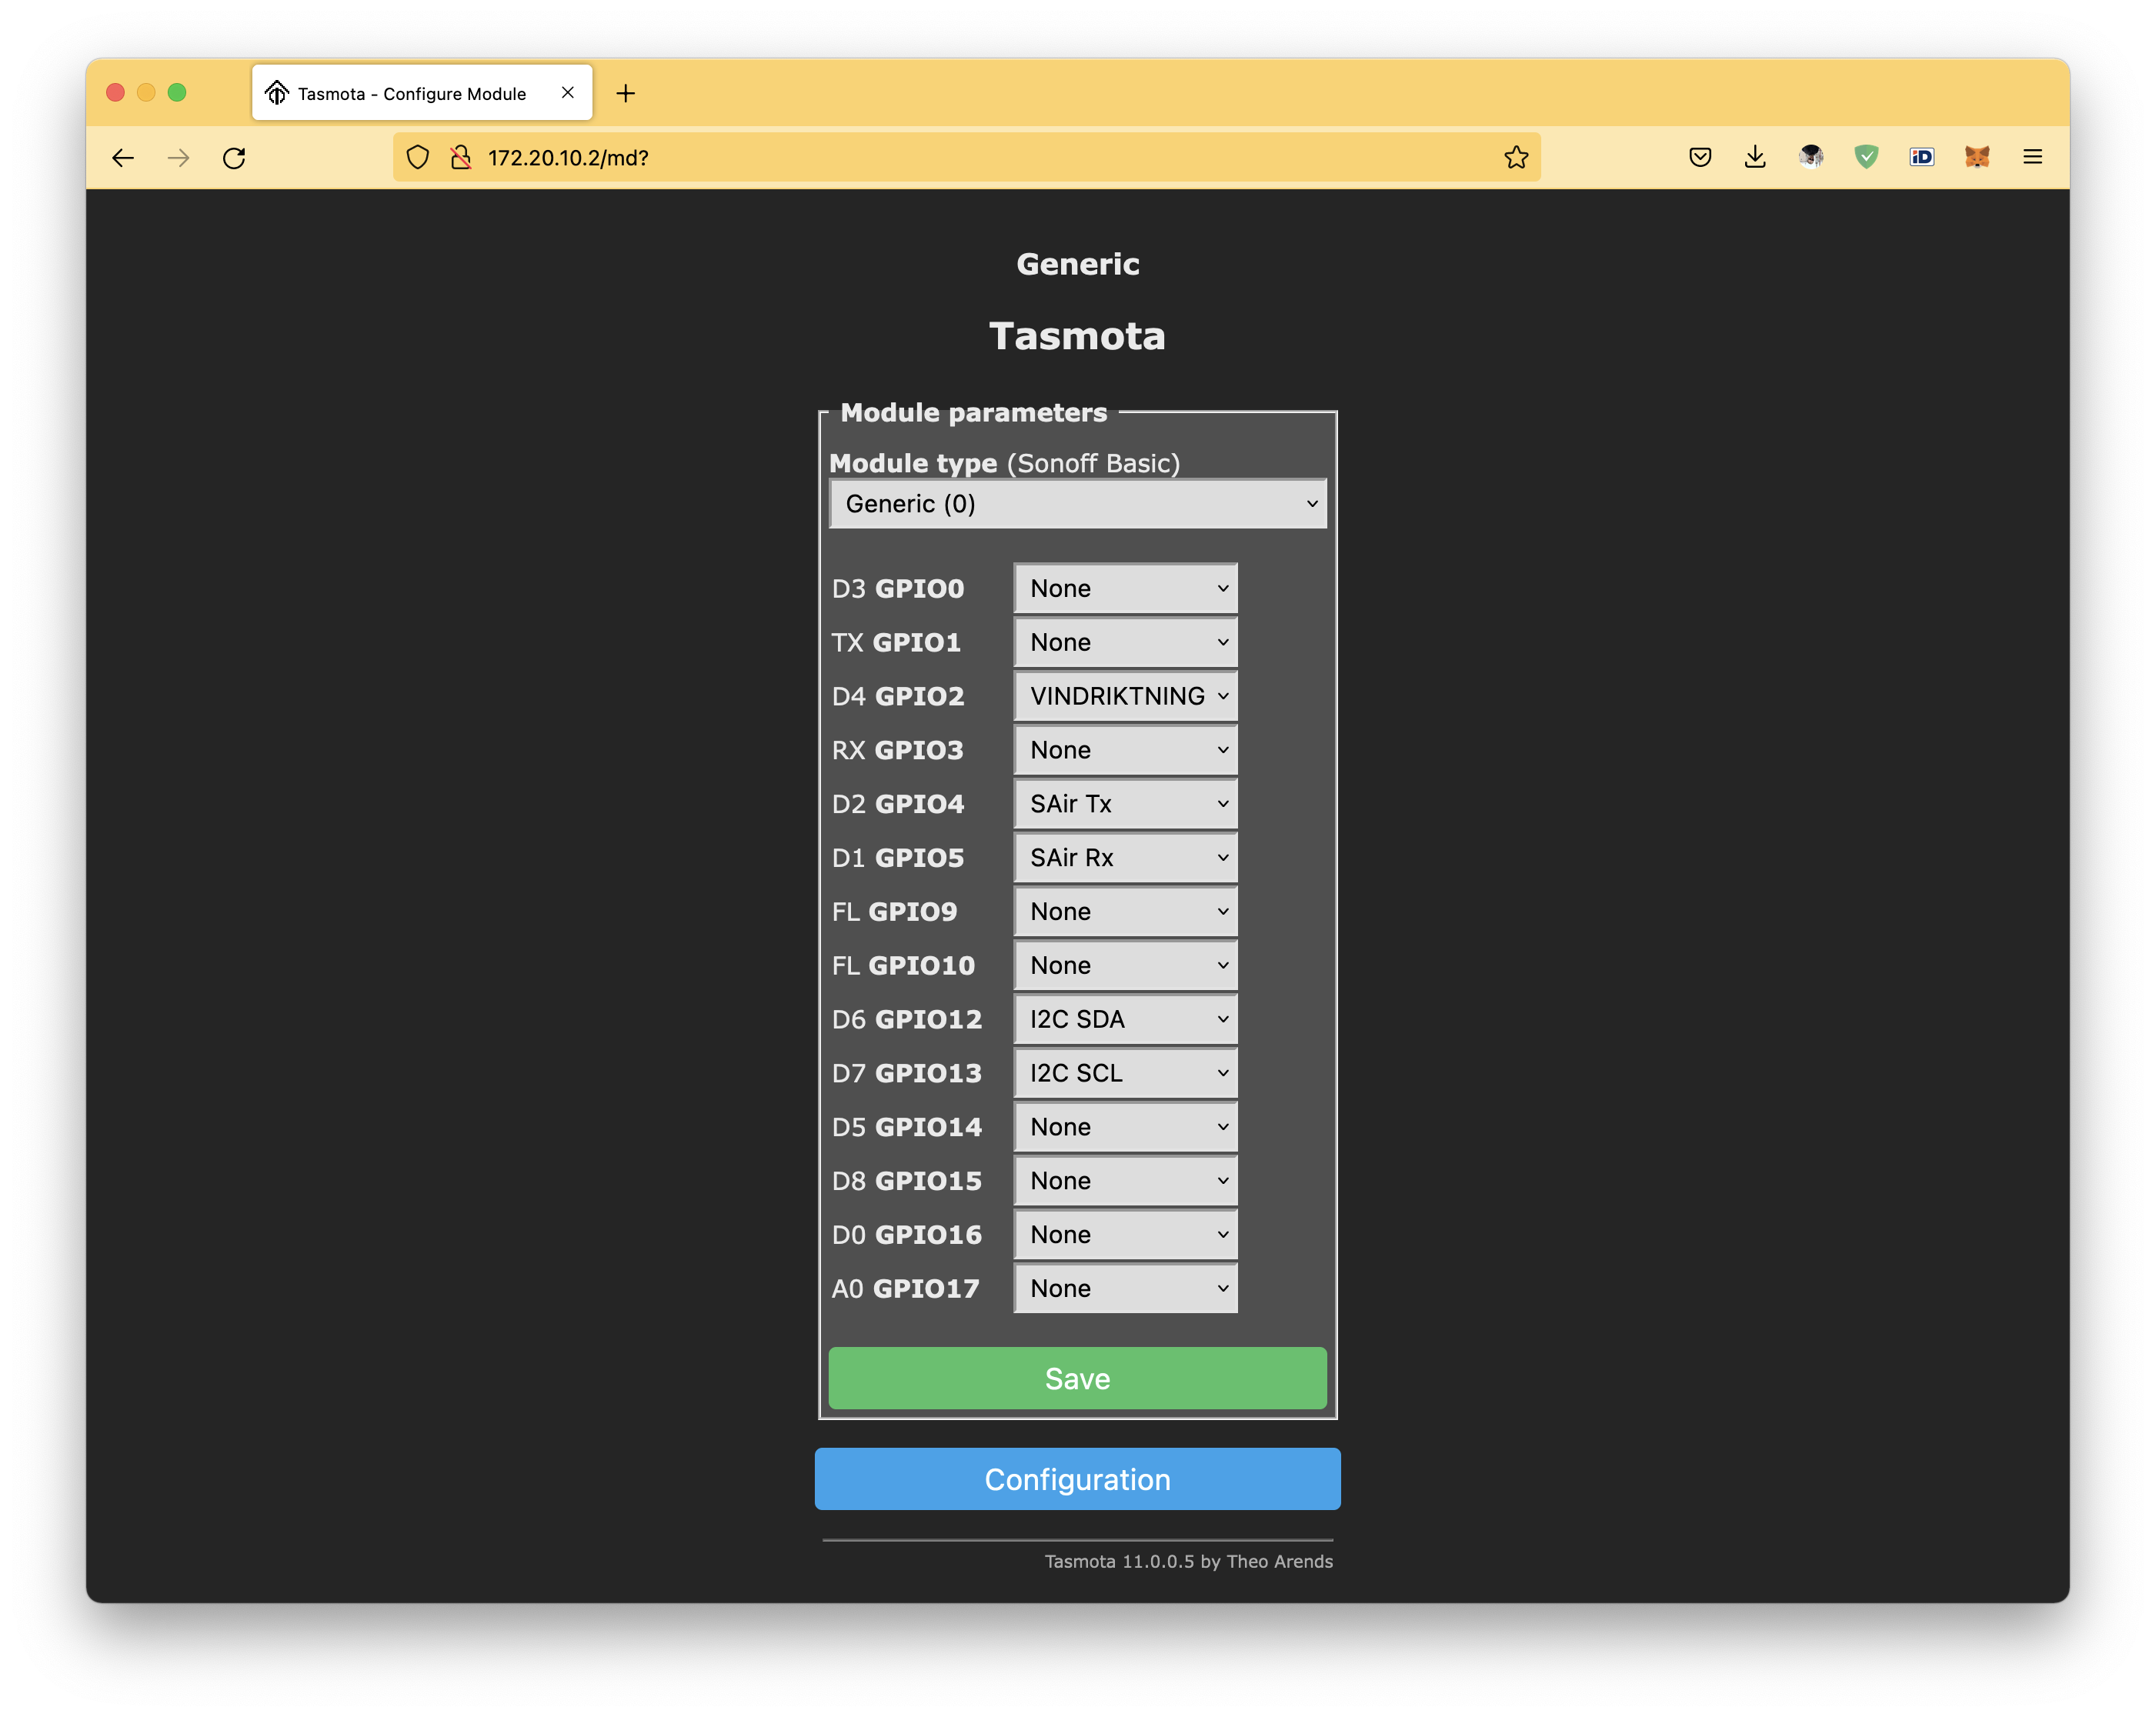 Tasmota - Configure Module
172.20.10.2/md?
iD
Generic
Tasmota
Module parameters
Module type (Sonoff Basic)
Generic (0)
D3 GPIO0 None
TX GPIO1 None
D4 GPIO2 VINDRIKTNING
RX GPIO3 None
D2 GPIO4 SAir Tx
D1 GPIO5 SAir Rx
FL GPIO9 None
FL GPIO10 None
D6 GPIO12 I2C SDA
D7 GPIO13 I2C SCL
D5 GPIO14 None
D8 GPIO15 None
D0 GPIO16 None
A0 GPIO17 None
Save
Configuration
Tasmota 11.0.0.5 by Theo Arends